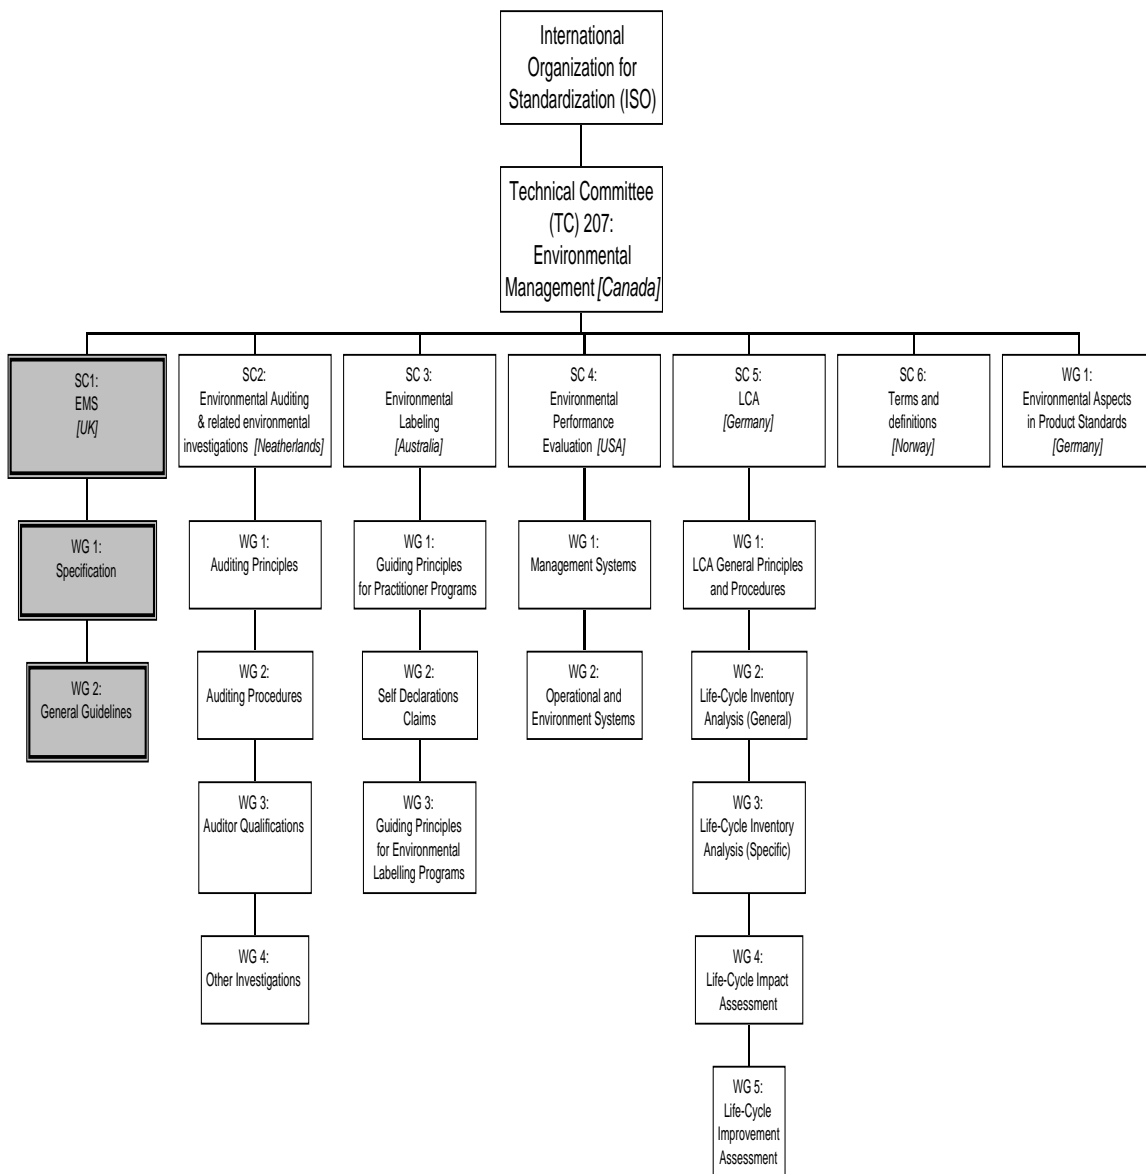 International
Organization for
Standardization (ISO)
Technical Committee
(TC) 207:
Environmental
Management [Canada]
SC1:
EMS
[UK]
SC2:
Environmental Auditing
& related environmental
investigations [Neatherlands]
SC 3:
Environmental
Labeling
[Australia]
SC 4:
Environmental
Performance
Evaluation [USA]
SC 5:
LCA
[Germany]
SC 6:
Terms and
definitions
[Norway]
WG 1:
Environmental Aspects
in Product Standards
[Germany]
WG 1:
Specification
WG 1:
Auditing Principles
WG 1:
Guiding Principles
for Practitioner Programs
WG 1:
Management Systems
WG 1:
LCA General Principles
and Procedures
WG 2:
General Guidelines
WG 2:
Auditing Procedures
WG 2:
Self Declarations
Claims
WG 2:
Operational and
Environment Systems
WG 2:
Life-Cycle Inventory
Analysis (General)
WG 3:
Auditor Qualifications
WG 3:
Guiding Principles
for Environmental
Labelling Programs
WG 3:
Life-Cycle Inventory
Analysis (Specific)
WG 4:
Other Investigations
WG 4:
Life-Cycle Impact
Assessment
WG 5:
Life-Cycle
Improvement
Assessment